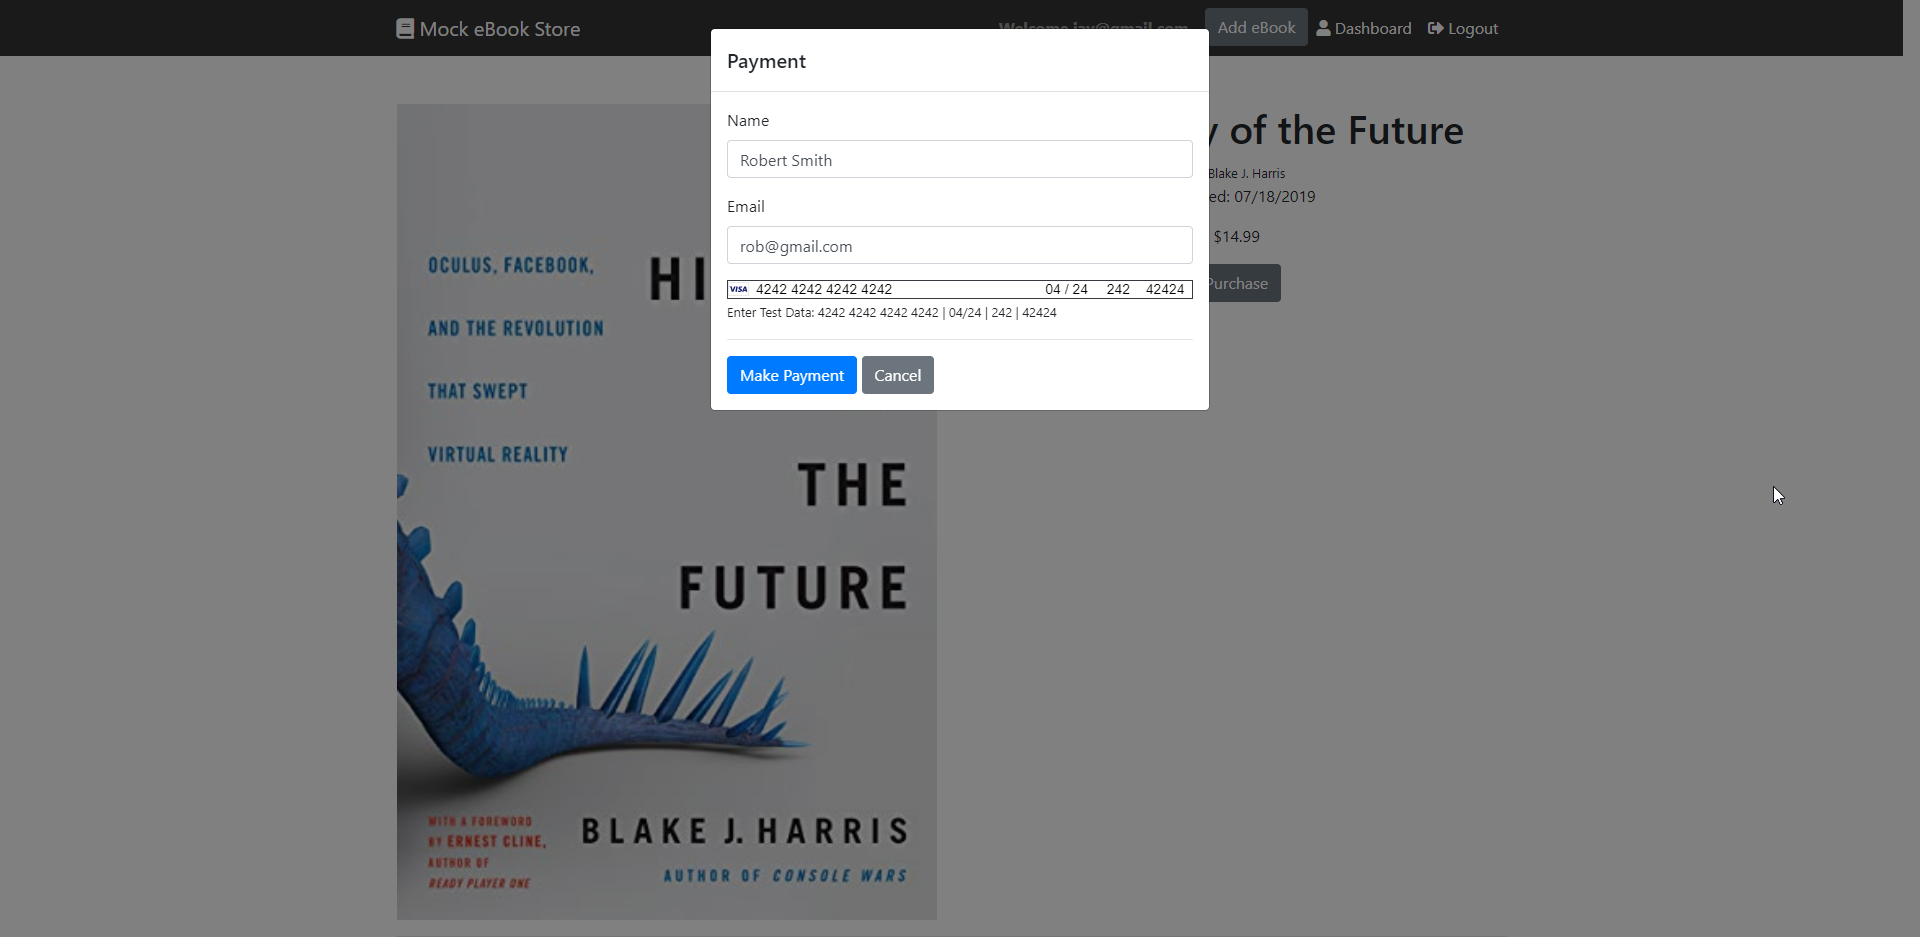 Mock eBook Store
Welcome jay@gmail.com
Add eBook
Dashboard
Logout
Payment
Name
Robert Smith
Email
rob@gmail.com
VISA 4242 4242 4242 4242 04 / 24 242 42424
Enter Test Data: 4242 4242 4242 4242 | 04/24 | 242 | 42424
Make Payment
Cancel
of the Future
Blake J. Harris
ed: 07/18/2019
$14.99
Purchase
OCULUS, FACEBOOK,
AND THE REVOLUTION
THAT SWEPT
VIRTUAL REALITY
HI
THE
FUTURE
WITH A FOREWORD
BY ERNEST CLINE,
AUTHOR OF
READY PLAYER ONE
BLAKE J. HARRIS
AUTHOR OF CONSOLE WARS